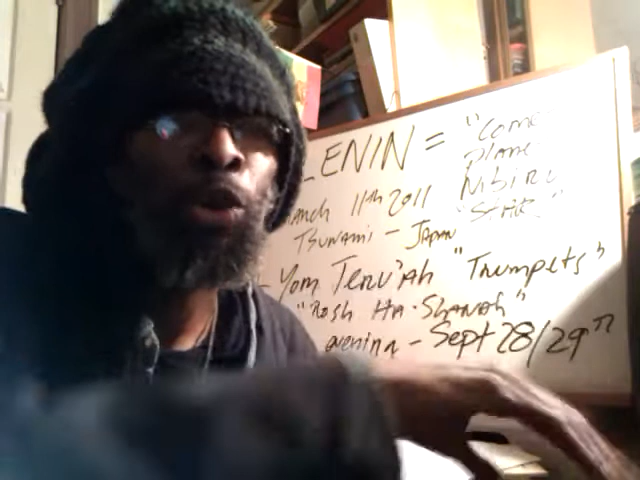 LENIN = "Come
Plane
March 11th 2011 Nibiru
"STAR"
Tsunami - Japan
- Yom Teru'ah "Trumpets"
"Rosh Ha-Shanah"
evening - Sept 28/29"